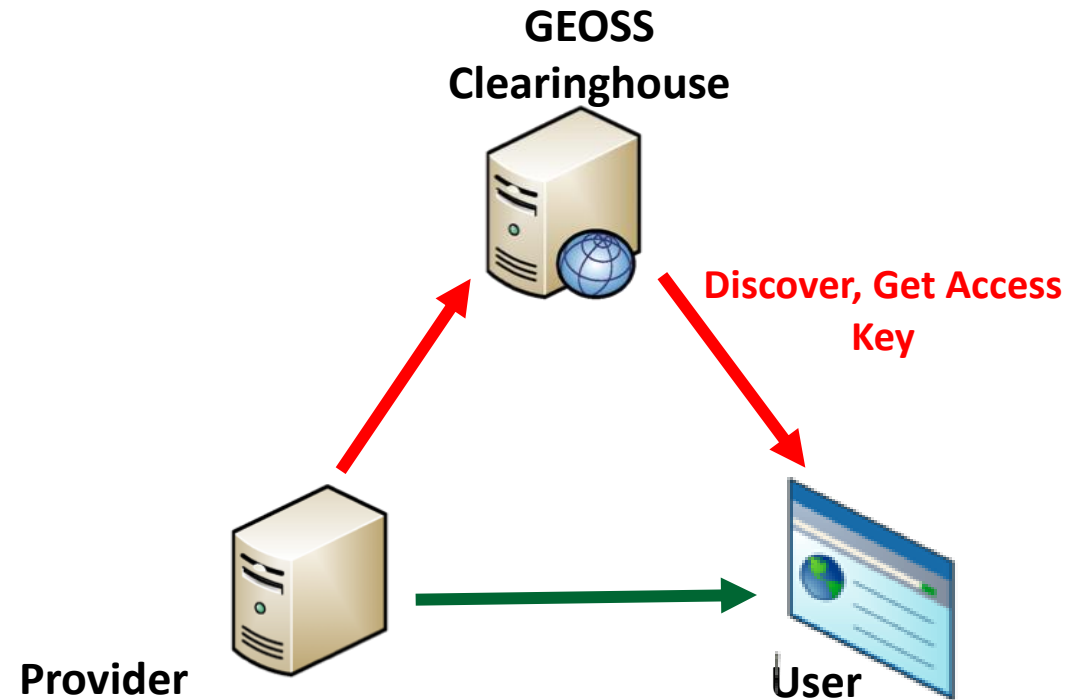 GEOSS
Clearinghouse
Discover, Get Access
Key
Provider
User